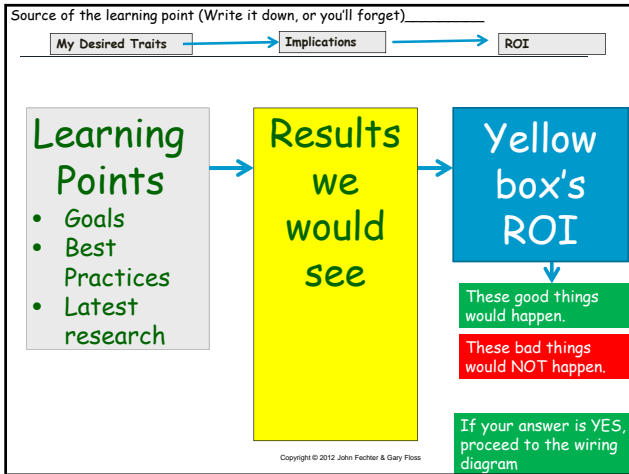 Source of the learning point (Write it down, or you'll forget)__________
My Desired Traits
Implications
ROI
Learning
Points
• Goals
• Best
Practices
• Latest
research
Results
we
would
see
Yellow
box's
ROI
These good things
would happen.
These bad things
would NOT happen.
If your answer is YES,
proceed to the wiring
diagram
Copyright © 2012 John Fechter & Gary Floss